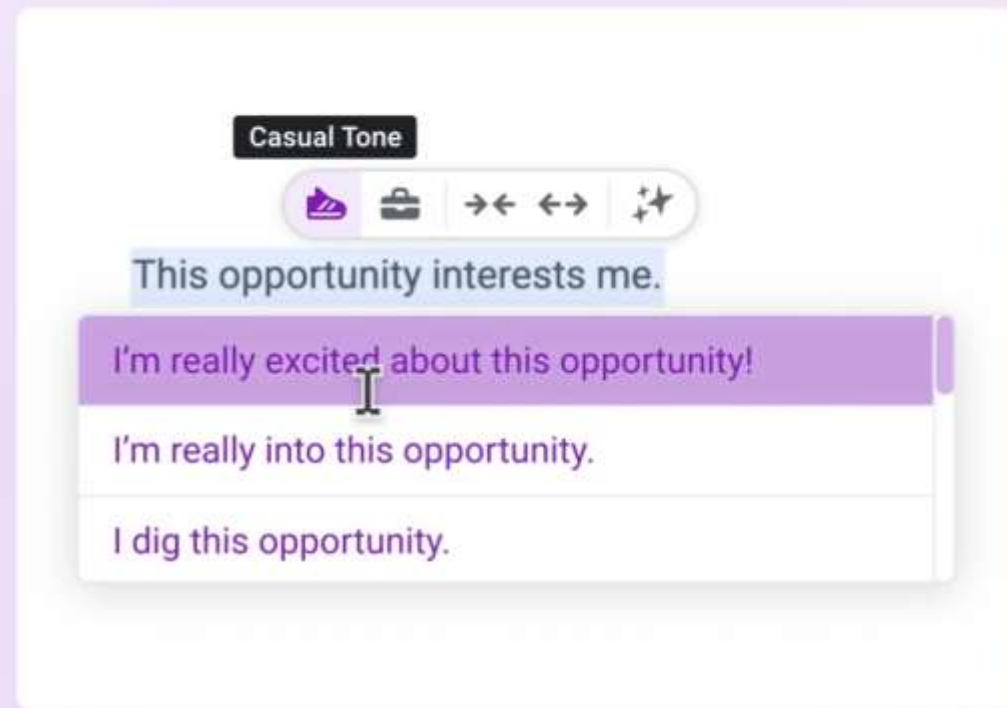 Casual Tone
This opportunity interests me.
I’m really excited about this opportunity!
I’m really into this opportunity.
I dig this opportunity.